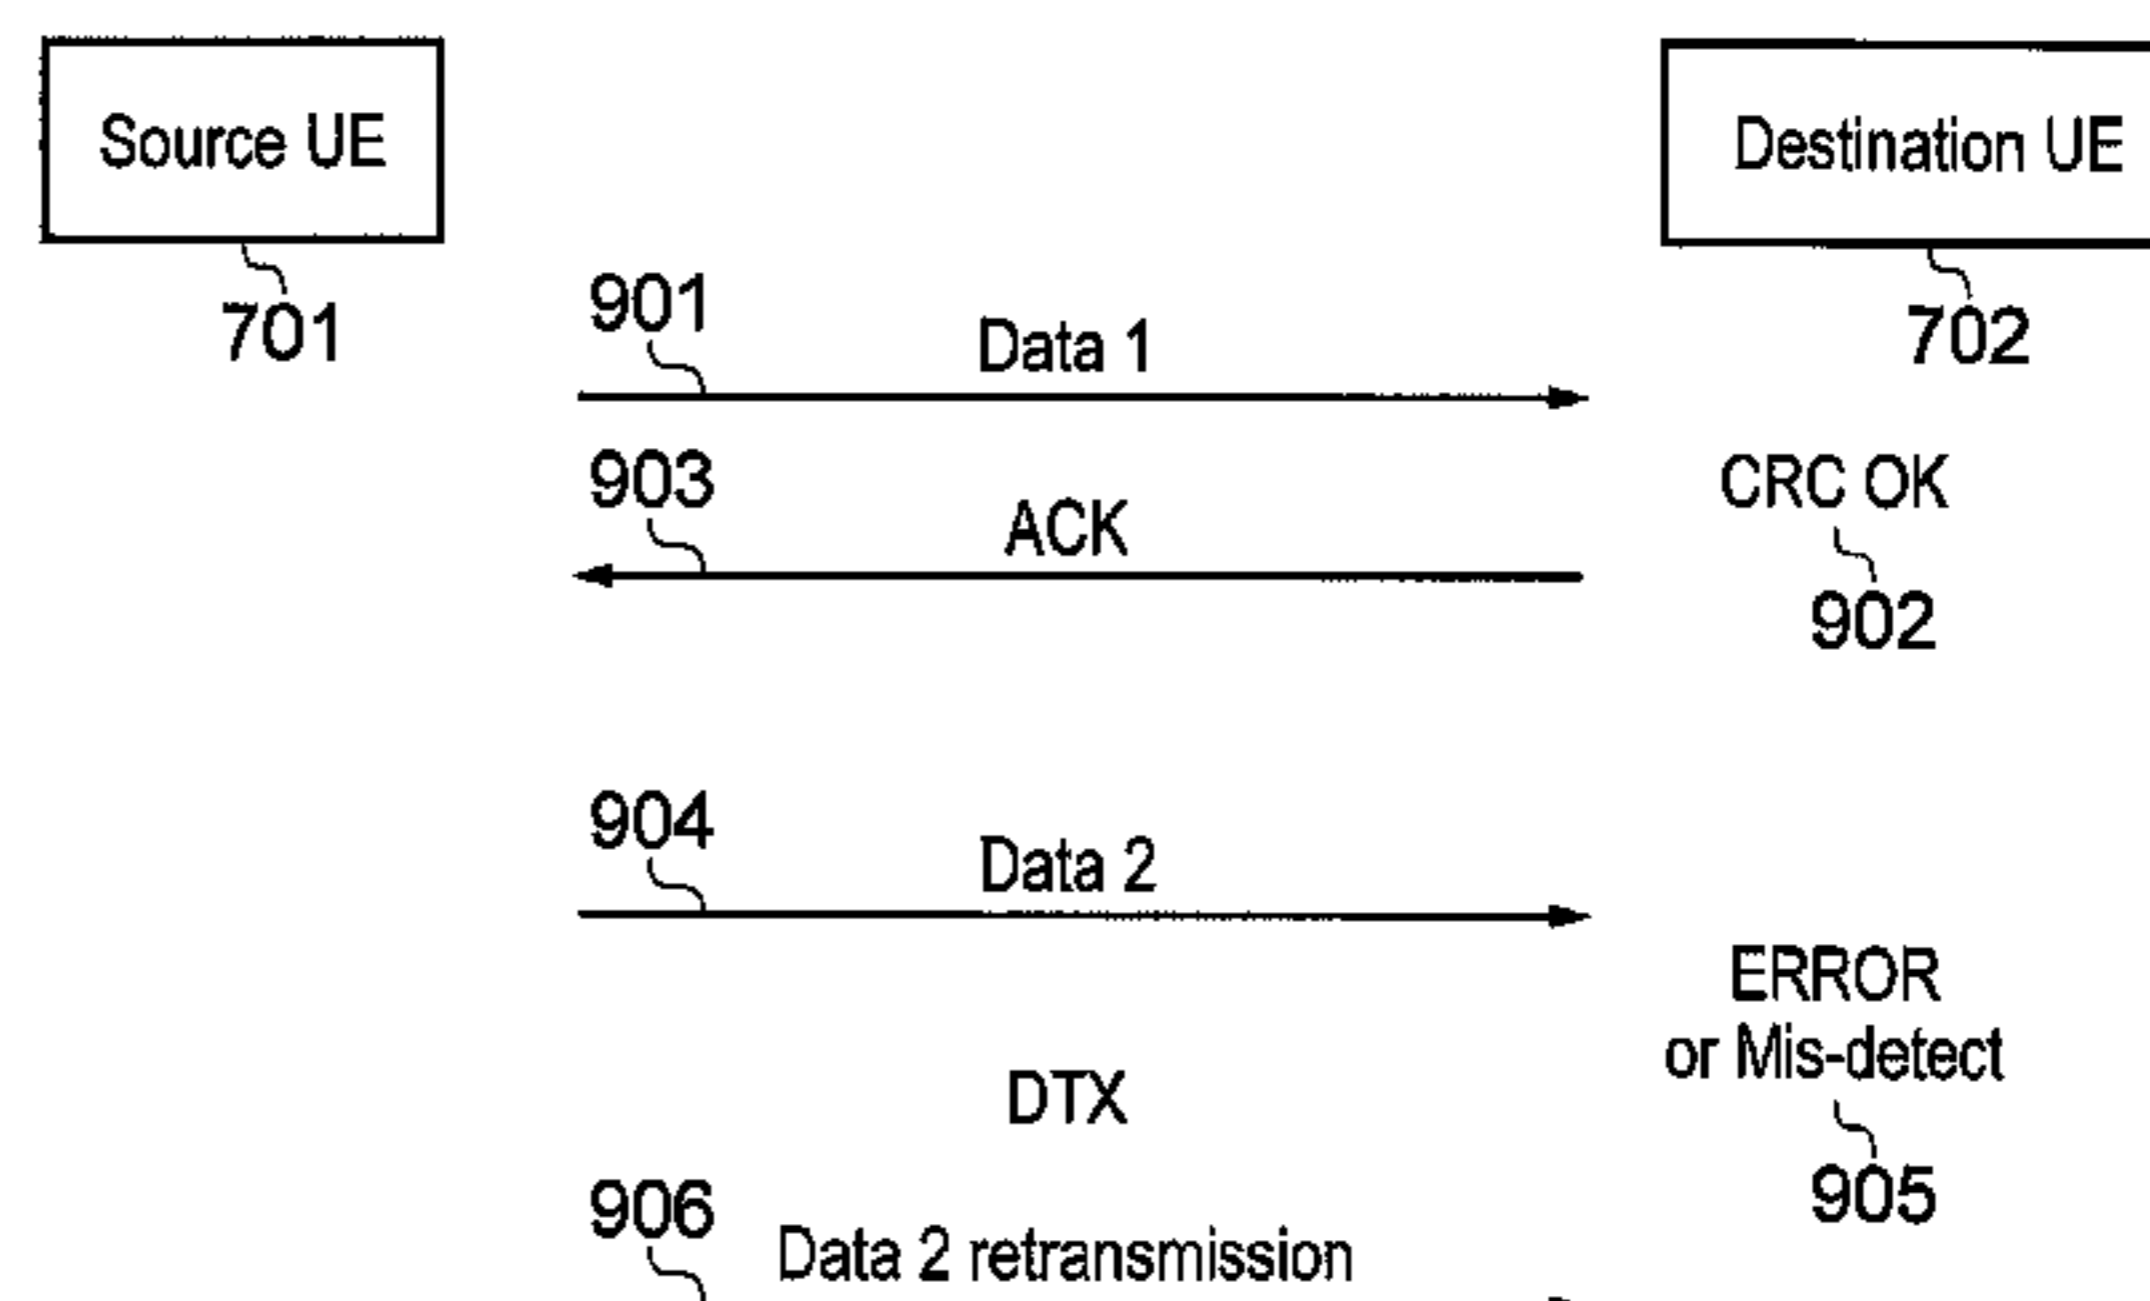 Source UE
Destination UE
701
702
901
Data 1
903
ACK
CRC OK
902
904
Data 2
ERROR
or Mis-detect
DTX
905
906
Data 2 retransmission